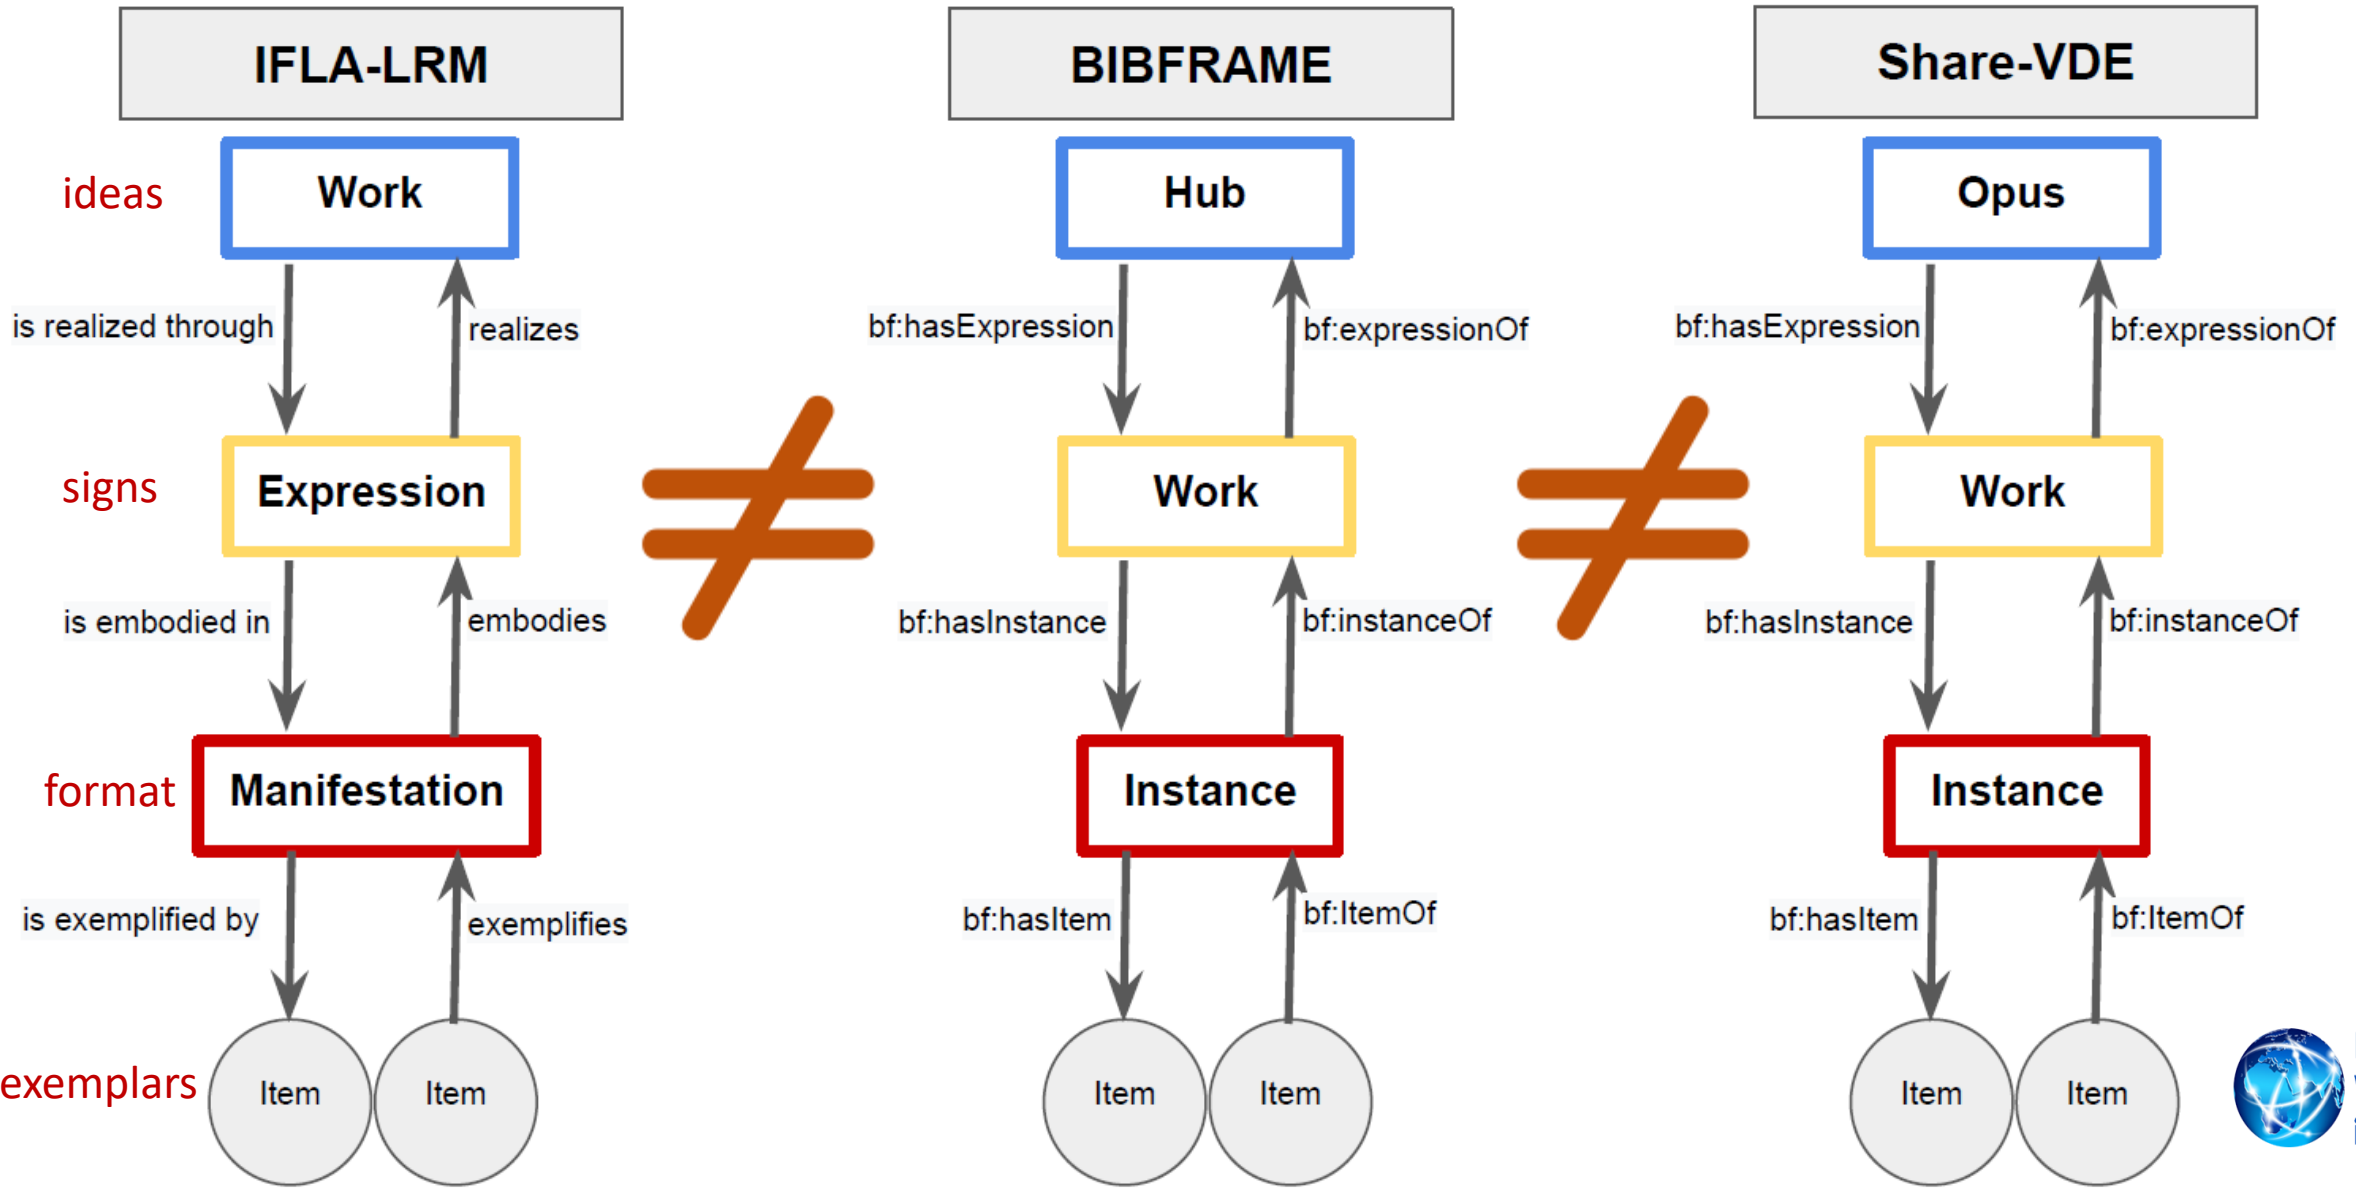 IFLA-LRM
BIBFRAME
Share-VDE
ideas
Work
Hub
Opus
is realized through
realizes
bf:hasExpression
bf:expressionOf
bf:hasExpression
bf:expressionOf
signs
Expression
Work
Work
is embodied in
embodies
bf:hasInstance
bf:instanceOf
bf:hasInstance
bf:instanceOf
format
Manifestation
Instance
Instance
is exemplified by
exemplifies
bf:hasItem
bf:ItemOf
bf:hasItem
bf:ItemOf
exemplars
Item
Item
Item
Item
Item
Item